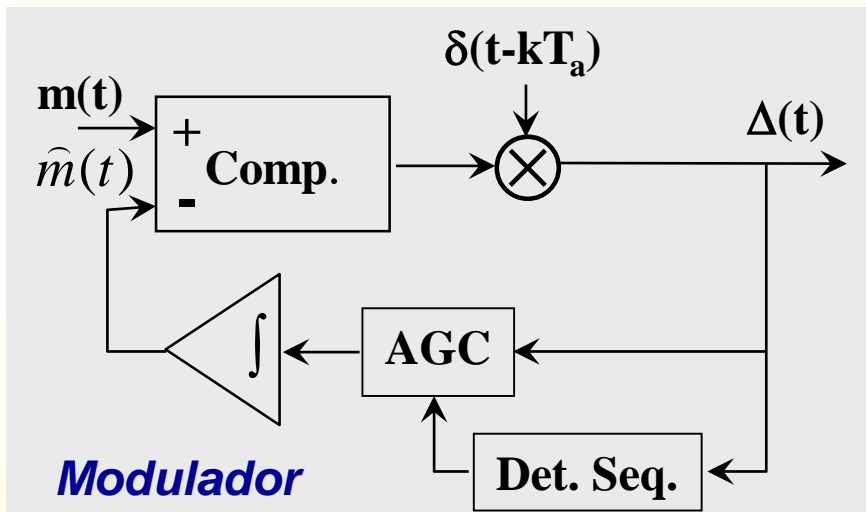 δ(t-kTₐ)
m(t)
Δ(t)
+
m̂(t)
Comp.
-
∫
AGC
Det. Seq.
Modulador